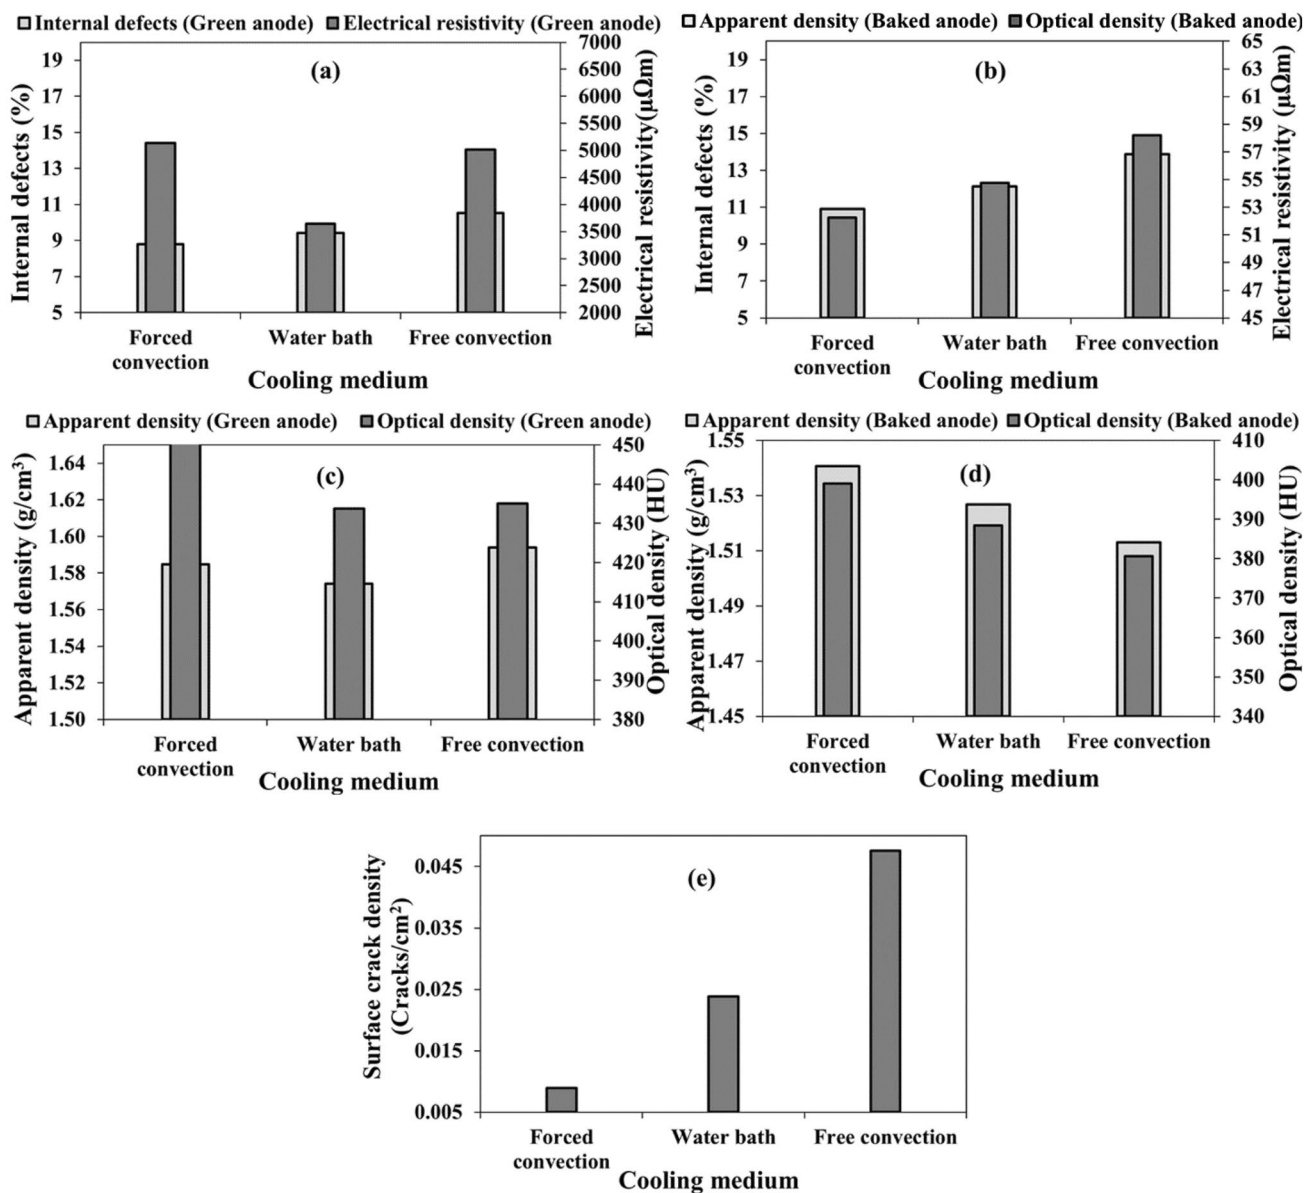 Internal defects (Green anode) Electrical resistivity (Green anode)
(a)
Internal defects (%)
19
17
15
13
11
9
7
5
Electrical resistivity(μΩm)
7000
6500
6000
5500
5000
4500
4000
3500
3000
2500
2000
Forced
convection
Water bath
Free convection
Cooling medium
Apparent density (Baked anode) Optical density (Baked anode)
(b)
Internal defects (%)
19
17
15
13
11
9
7
5
Electrical resistivity (μΩm)
65
63
61
59
57
55
53
51
49
47
45
Forced
convection
Water bath
Free convection
Cooling medium
Apparent density (Green anode) Optical density (Green anode)
(c)
Apparent density (g/cm³)
1.64
1.62
1.60
1.58
1.56
1.54
1.52
1.50
Optical density (HU)
450
440
430
420
410
400
390
380
Forced
convection
Water bath
Free convection
Cooling medium
Apparent density (Baked anode) Optical density (Baked anode)
(d)
Apparent density (g/cm³)
1.55
1.53
1.51
1.49
1.47
1.45
Optical density (HU)
410
400
390
380
370
360
350
340
Forced
convection
Water bath
Free convection
Cooling medium
(e)
Surface crack density
(Cracks/cm²)
0.045
0.035
0.025
0.015
0.005
Forced
convection
Water bath
Free convection
Cooling medium